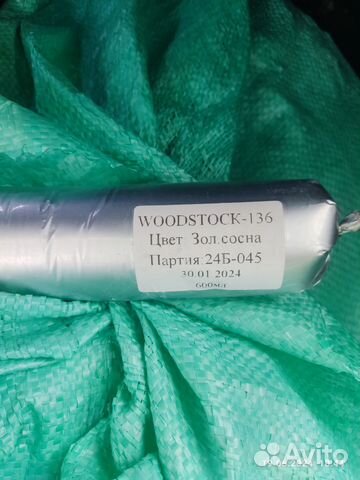 WOODSTOCK-136
Цвет Зол.сосна
Партия:24Б-045
30.01 2024
600мл
Avito